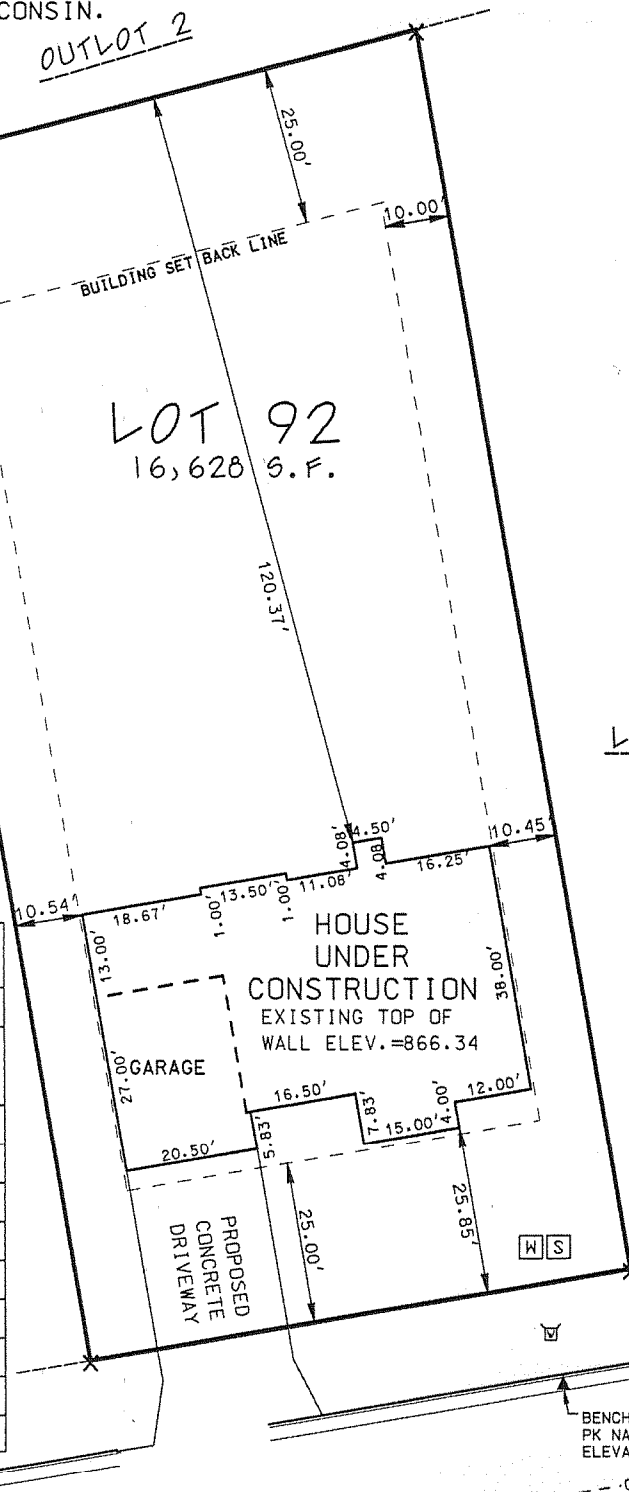 CONSIN.
OUTLOT 2
25.00'
10.00'
BUILDING SET BACK LINE
LOT 92
16,628 S.F.
120.37'
4.50'
4.08'
4.08'
10.45'
16.25'
11.08'
13.50'
1.00'
1.00'
18.67'
10.54'
13.00'
HOUSE
UNDER
CONSTRUCTION
EXISTING TOP OF
WALL ELEV.=866.34
38.00'
27.00'
GARAGE
16.50'
12.00'
4.00'
7.83'
15.00'
5.83'
20.50'
25.00'
25.85'
PROPOSED
CONCRETE
DRIVEWAY
W S
BENCH
PK NA
ELEVA